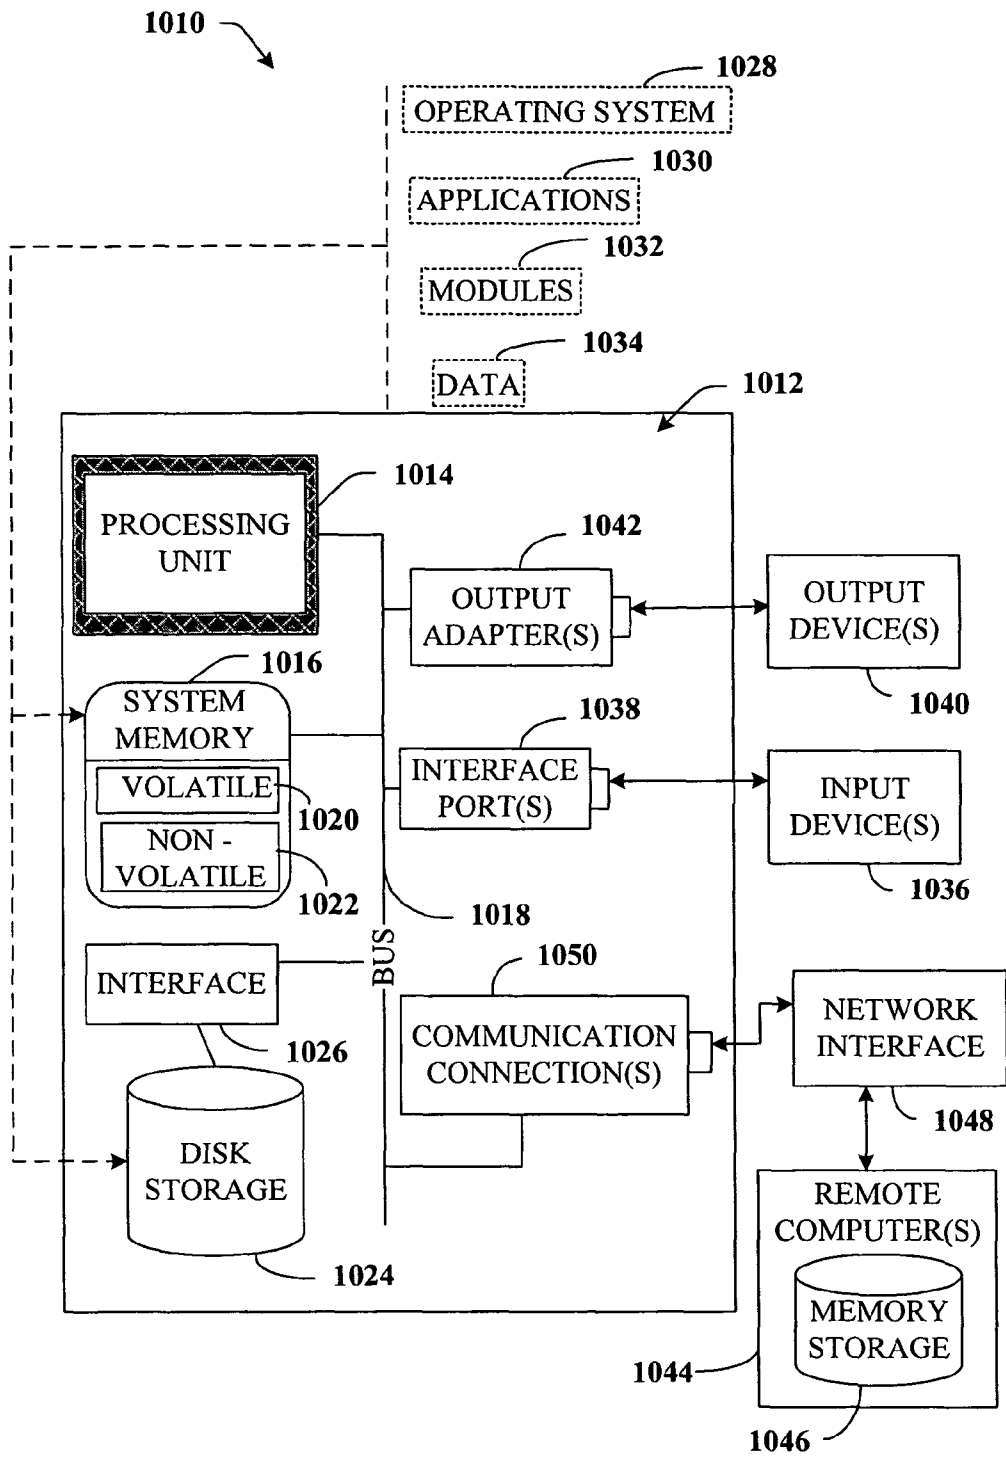 1010
1028
OPERATING SYSTEM
1030
APPLICATIONS
1032
MODULES
1034
DATA
1012
1014
PROCESSING
UNIT
1042
OUTPUT
ADAPTER(S)
OUTPUT
DEVICE(S)
1040
1016
SYSTEM
MEMORY
VOLATILE
1020
NON -
VOLATILE
1022
1038
INTERFACE
PORT(S)
INPUT
DEVICE(S)
1036
1018
BUS
INTERFACE
1026
1050
COMMUNICATION
CONNECTION(S)
NETWORK
INTERFACE
1048
DISK
STORAGE
1024
REMOTE
COMPUTER(S)
MEMORY
STORAGE
1044
1046